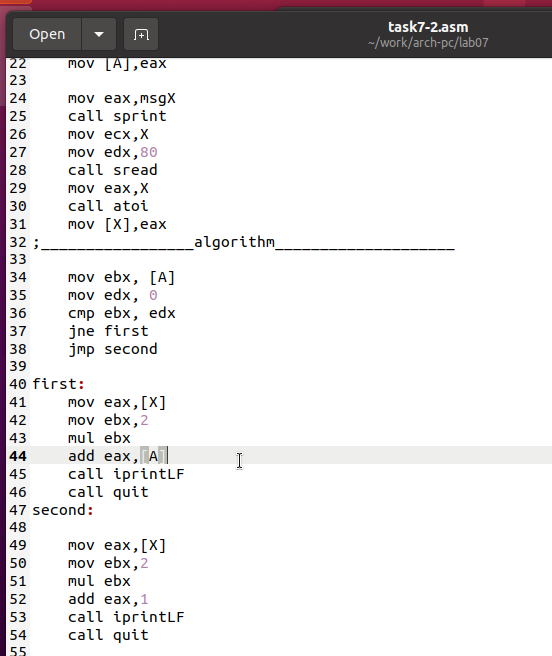 Open
task7-2.asm
~/work/arch-pc/lab07
22 mov [A],eax
23
24 mov eax,msgX
25 call sprint
26 mov ecx,X
27 mov edx,80
28 call sread
29 mov eax,X
30 call atoi
31 mov [X],eax
32 ;_________________algorithm____________________
33
34 mov ebx, [A]
35 mov edx, 0
36 cmp ebx, edx
37 jne first
38 jmp second
39
40 first:
41 mov eax,[X]
42 mov ebx,2
43 mul ebx
44 add eax,[A]
45 call iprintLF
46 call quit
47 second:
48
49 mov eax,[X]
50 mov ebx,2
51 mul ebx
52 add eax,1
53 call iprintLF
54 call quit
55